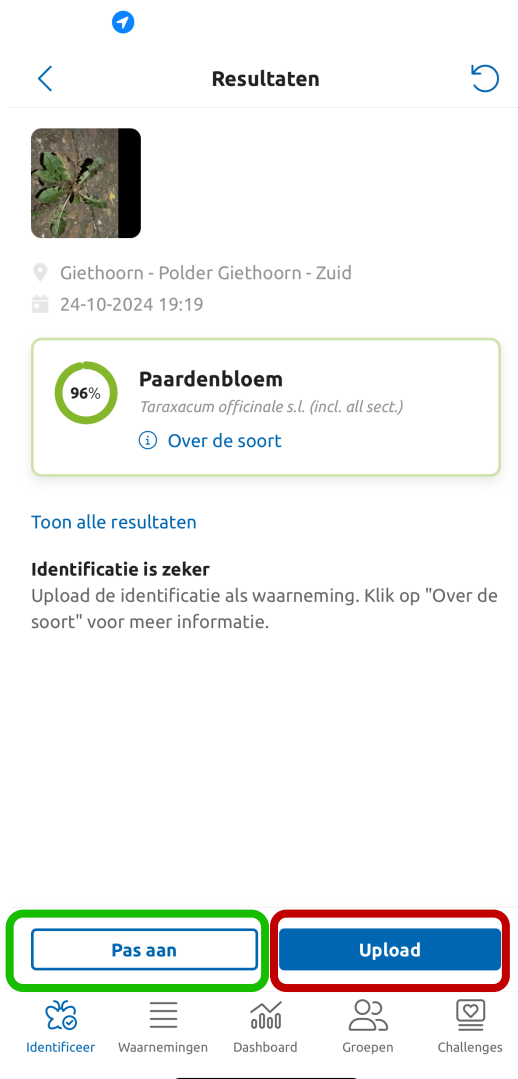 Resultaten
Giethoorn - Polder Giethoorn - Zuid
24-10-2024 19:19
96%
Paardenbloem
Taraxacum officinale s.l. (incl. all sect.)
Over de soort
Toon alle resultaten
Identificatie is zeker
Upload de identificatie als waarneming. Klik op "Over de
soort" voor meer informatie.
Pas aan
Upload
Identificeer
Waarnemingen
Dashboard
Groepen
Challenges